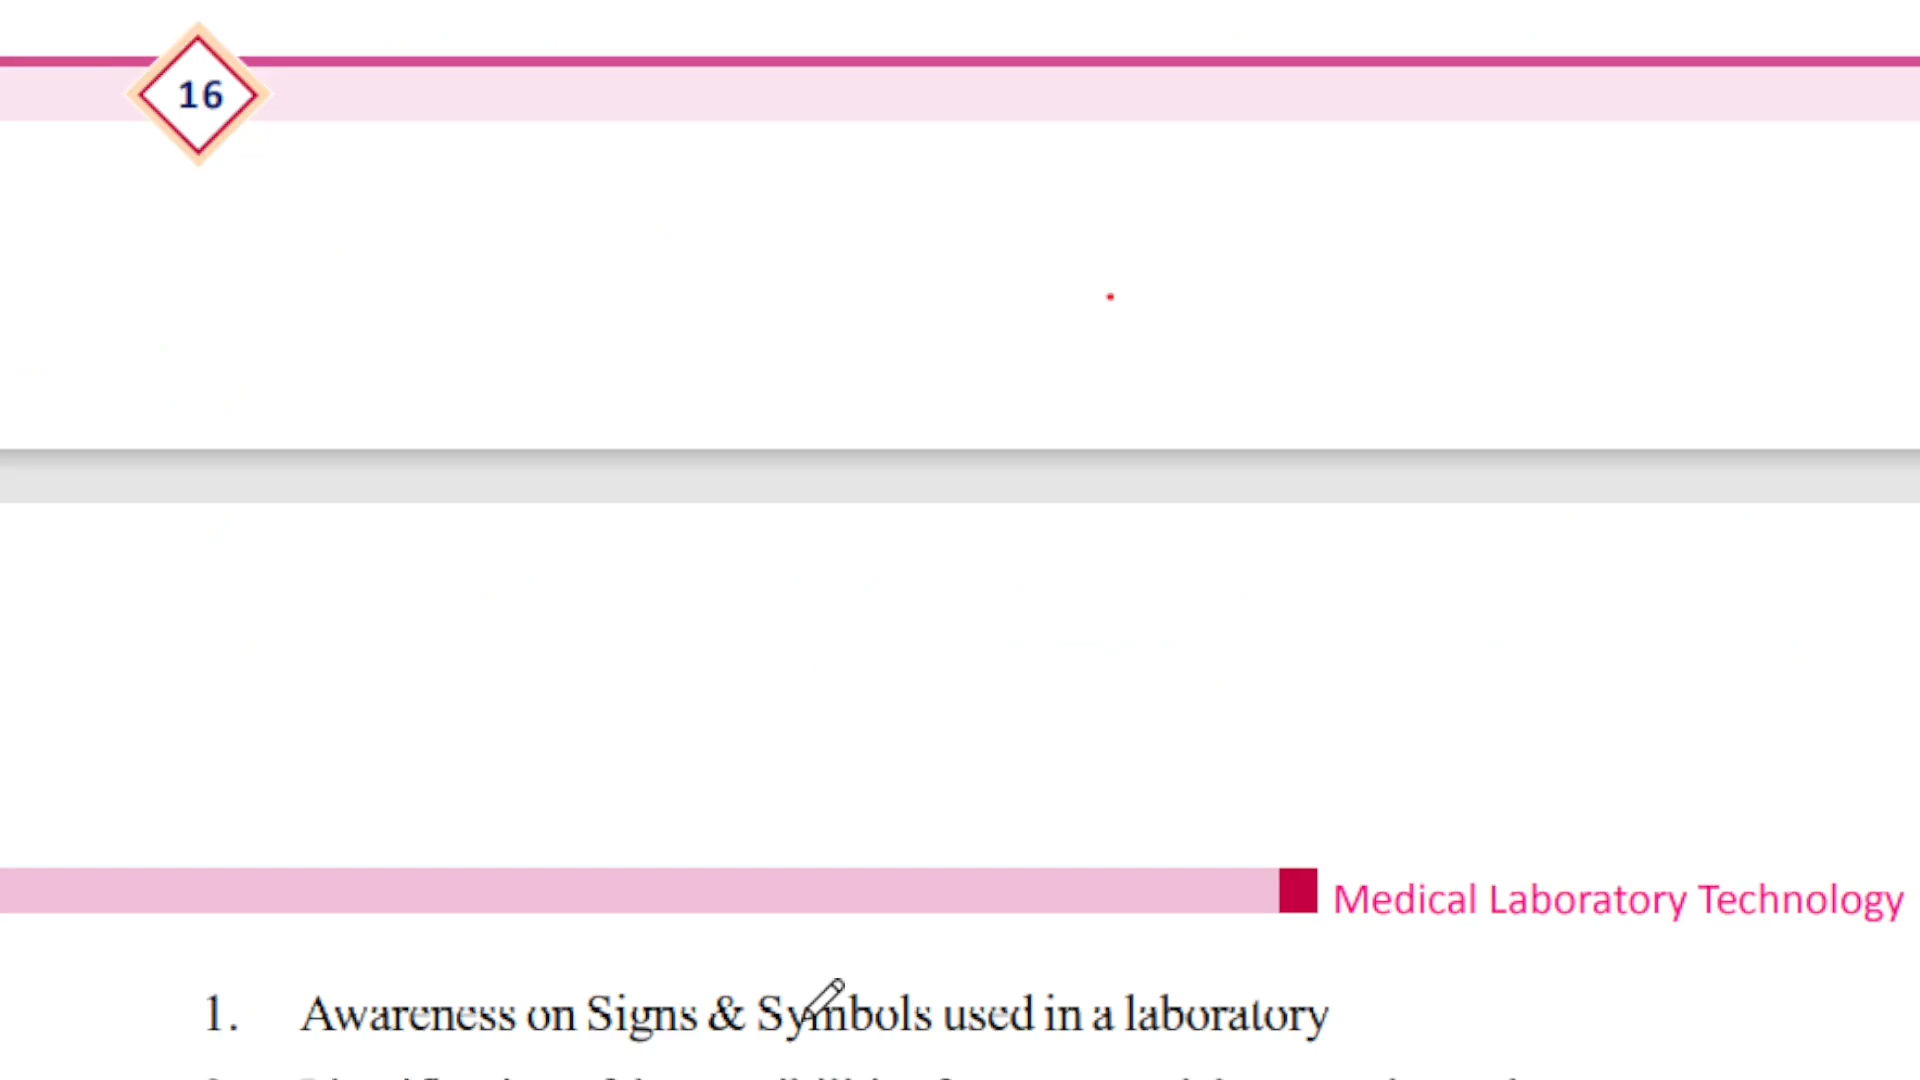 16
Medical Laboratory Technology
1. Awareness on Signs & Symbols used in a laboratory